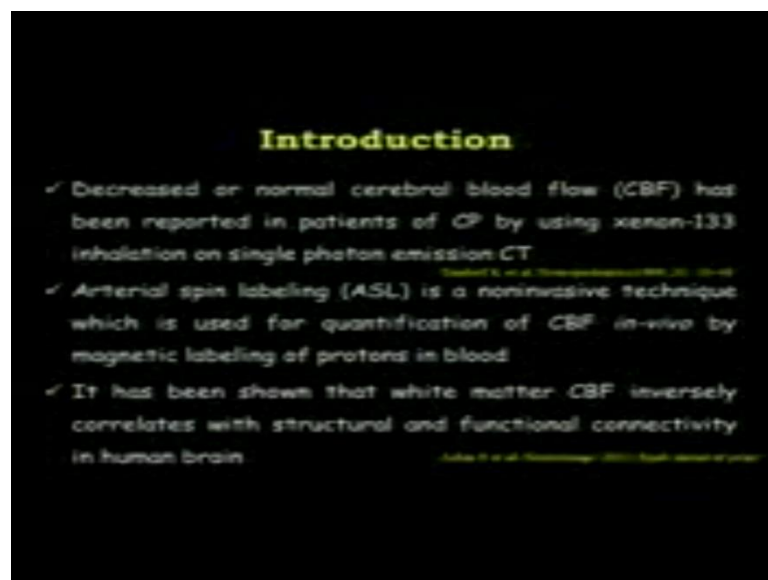 Introduction
✓ Decreased or normal cerebral blood flow (CBF) has
been reported in patients of CP by using xenon-133
inhalation on single photon emission CT
✓ Arterial spin labeling (ASL) is a noninvasive technique
which is used for quantification of CBF in-vivo by
magnetic labeling of protons in blood
✓ It has been shown that white matter CBF inversely
correlates with structural and functional connectivity
in human brain